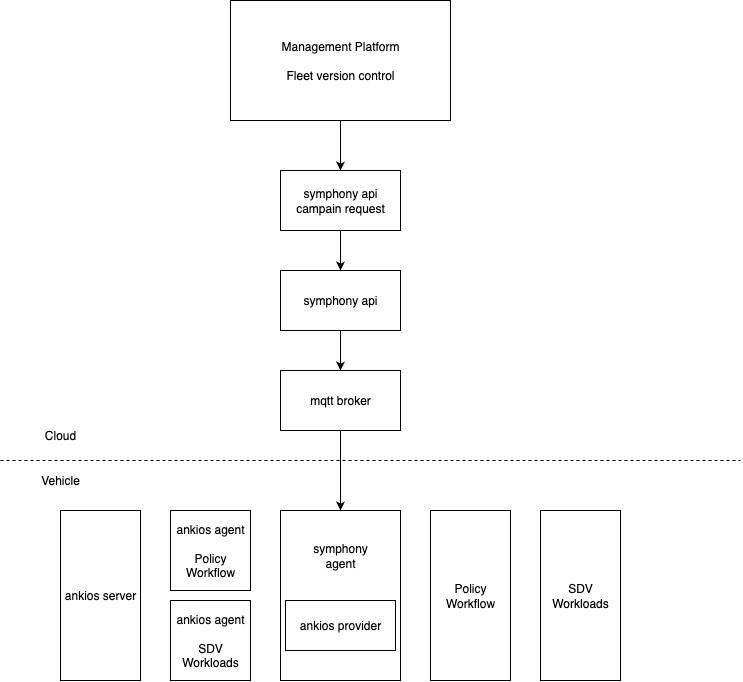 Management Platform
Fleet version control
symphony api
campain request
symphony api
mqtt broker
Cloud
Vehicle
ankios server
ankios agent
Policy
Workflow
ankios agent
SDV
Workloads
symphony
agent
ankios provider
Policy
Workflow
SDV
Workloads